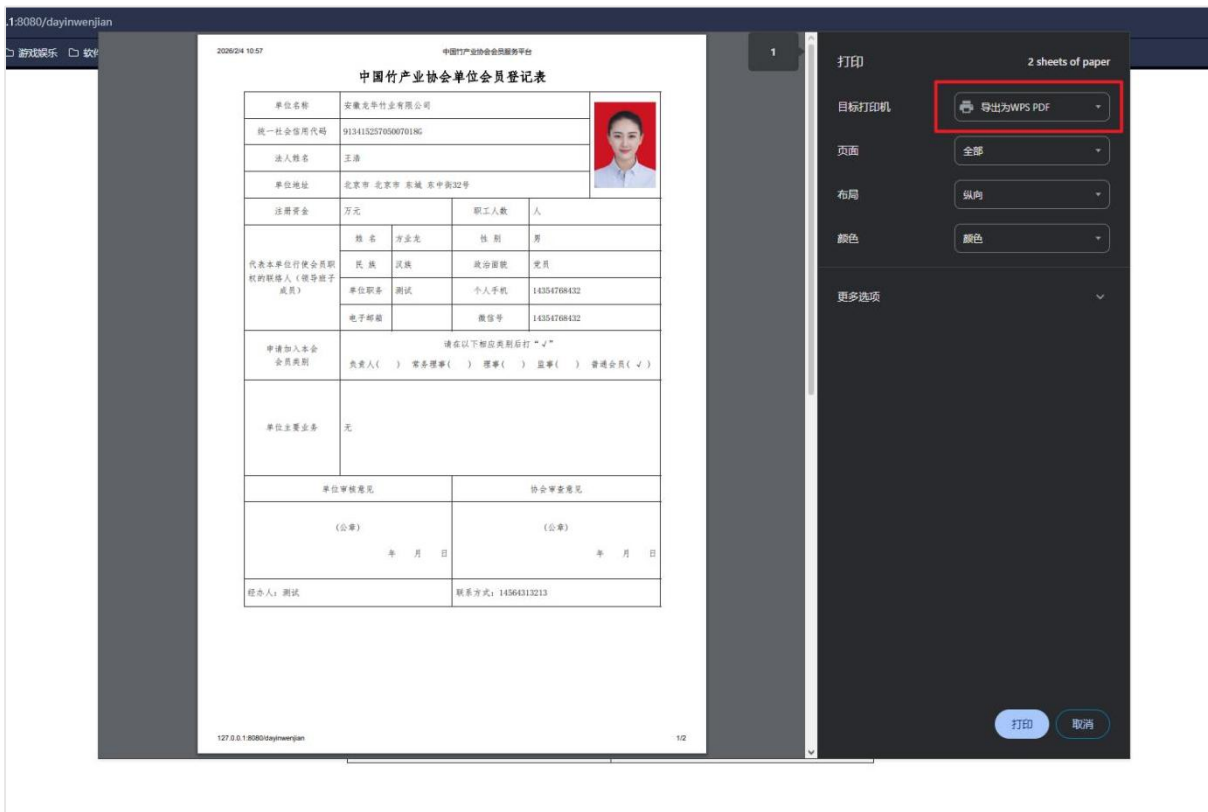 .1:8080/dayinwenjian
游戏娱乐
2026/2/4 10:57 中国竹产业协会会员服务平台
中国竹产业协会单位会员登记表
单位名称 安徽龙华竹业有限公司
统一社会信用代码 91341525705007018G
法人姓名 王浩
单位地址 北京市 北京市 东城 东中街32号
注册资金 万元 职工人数 人
代表本单位行使会员职权的联络人（领导班子成员）
姓 名 方业龙 性 别 男
民 族 汉族 政治面貌 党员
单位职务 测试 个人手机 14354768432
电子邮箱 微信号 14354768432
申请加入本会
会员类别
请在以下相应类别后打“√”
负责人( ) 常务理事( ) 理事( ) 监事( ) 普通会员( √ )
单位主要业务 无
单位审核意见 协会审查意见
(公章) (公章)
年 月 日 年 月 日
经办人：测试 联系方式：14564313213
127.0.0.1:8080/dayinwenjian 1/2
1
打印 2 sheets of paper
目标打印机 导出为WPS PDF
页面 全部
布局 纵向
颜色 颜色
更多选项
打印 取消